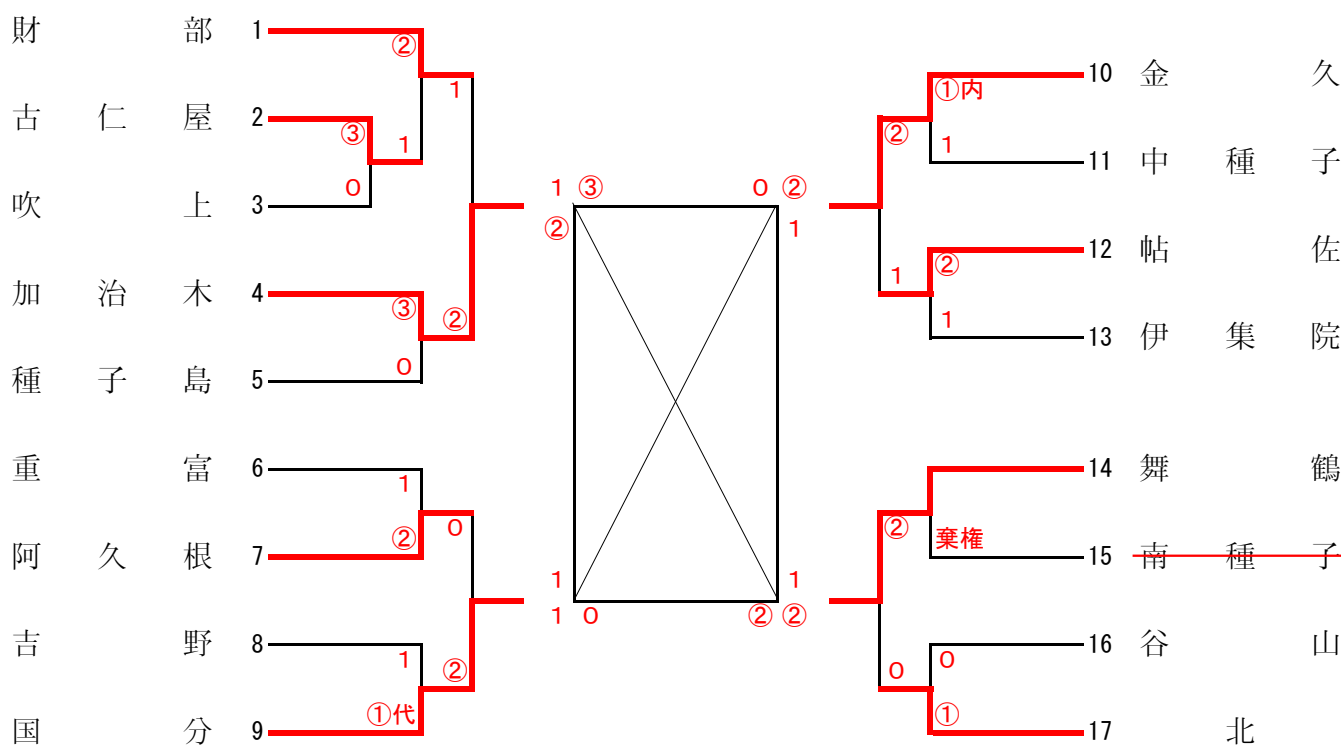 財部 1
②
1
古仁屋 2
③
1
0
吹上 3
加治木 4
③
②
0
種子島 5
重富 6
1
②
0
阿久根 7
吉野 8
1
②
①代
国分 9
1 ③
②
0 ②
1
1
1 0
1
② ②
10 金久
①内
②
1
11 中種子
12 帖佐
1
②
1
13 伊集院
14 舞鶴
②
棄権
15 南種子
16 谷山
0
0
①
17 北